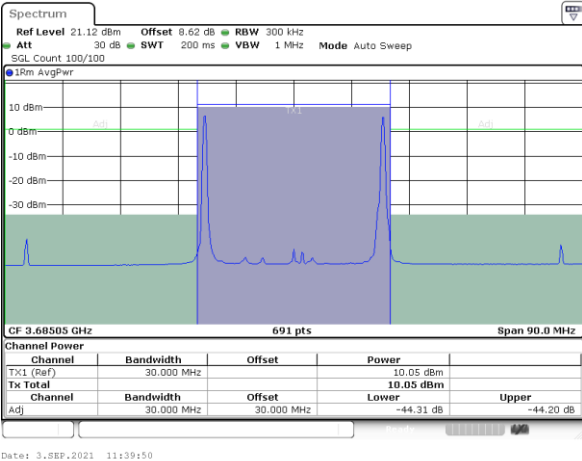 Spectrum
Ref Level 21.12 dBm Offset 8.62 dB RBW 300 kHz
Att 30 dB SWT 200 ms VBW 1 MHz Mode Auto Sweep
SGL Count 100/100
1Rm AvgPwr
10 dBm
TX1
Adj
Adj
0 dBm
-10 dBm
-20 dBm
-30 dBm
CF 3.68505 GHz 691 pts Span 90.0 MHz
Channel Power
Channel Bandwidth Offset Power
TX1 (Ref) 30.000 MHz 10.05 dBm
Tx Total 10.05 dBm
Channel Bandwidth Offset Lower Upper
Adj 30.000 MHz 30.000 MHz -44.31 dB -44.20 dB
Ready
Date: 3.SEP.2021 11:39:50